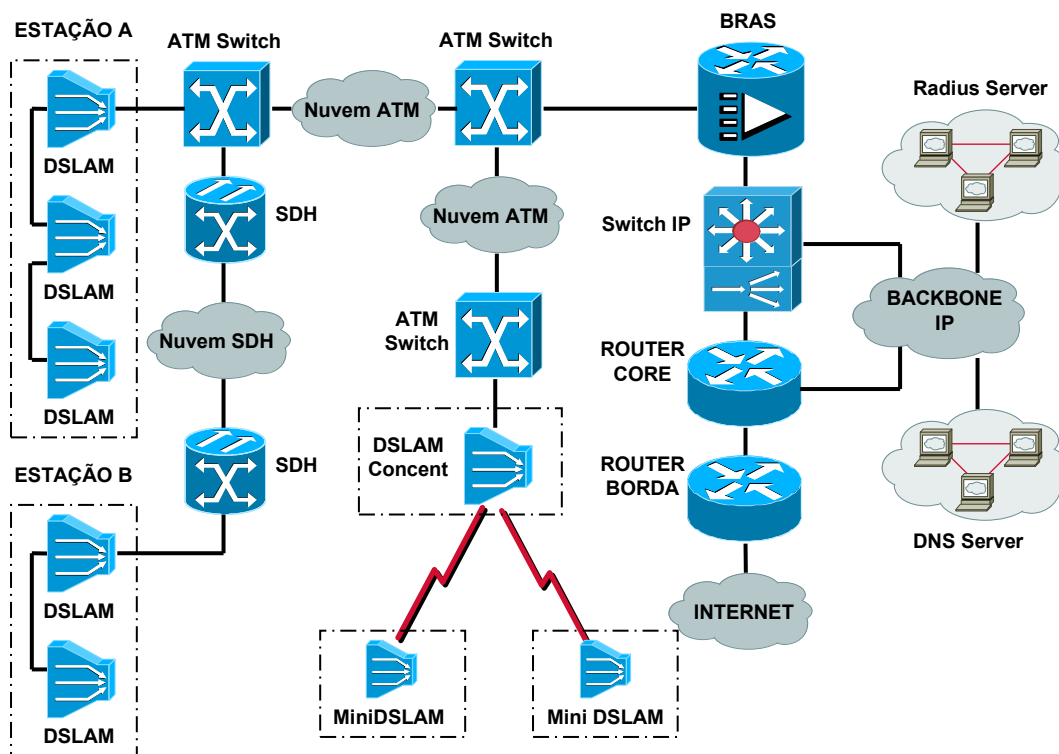 ESTAÇÃO A
ATM Switch
ATM Switch
BRAS
Radius Server
Nuvem ATM
DSLAM
SDH
Nuvem ATM
Switch IP
DSLAM
Nuvem SDH
ATM
Switch
BACKBONE
IP
ROUTER
CORE
DSLAM
SDH
DSLAM
Concent
ROUTER
BORDA
ESTAÇÃO B
DNS Server
DSLAM
INTERNET
DSLAM
MiniDSLAM
Mini DSLAM